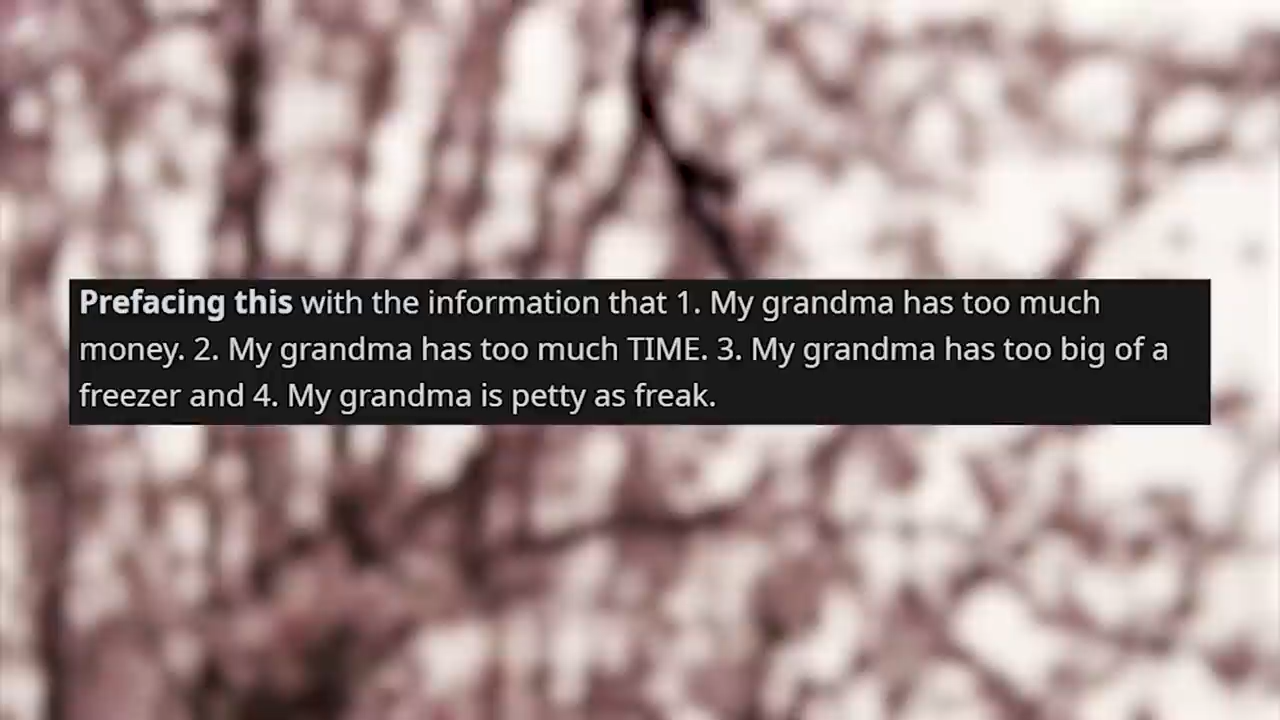 Prefacing this with the information that 1. My grandma has too much
money. 2. My grandma has too much TIME. 3. My grandma has too big of a
freezer and 4. My grandma is petty as freak.